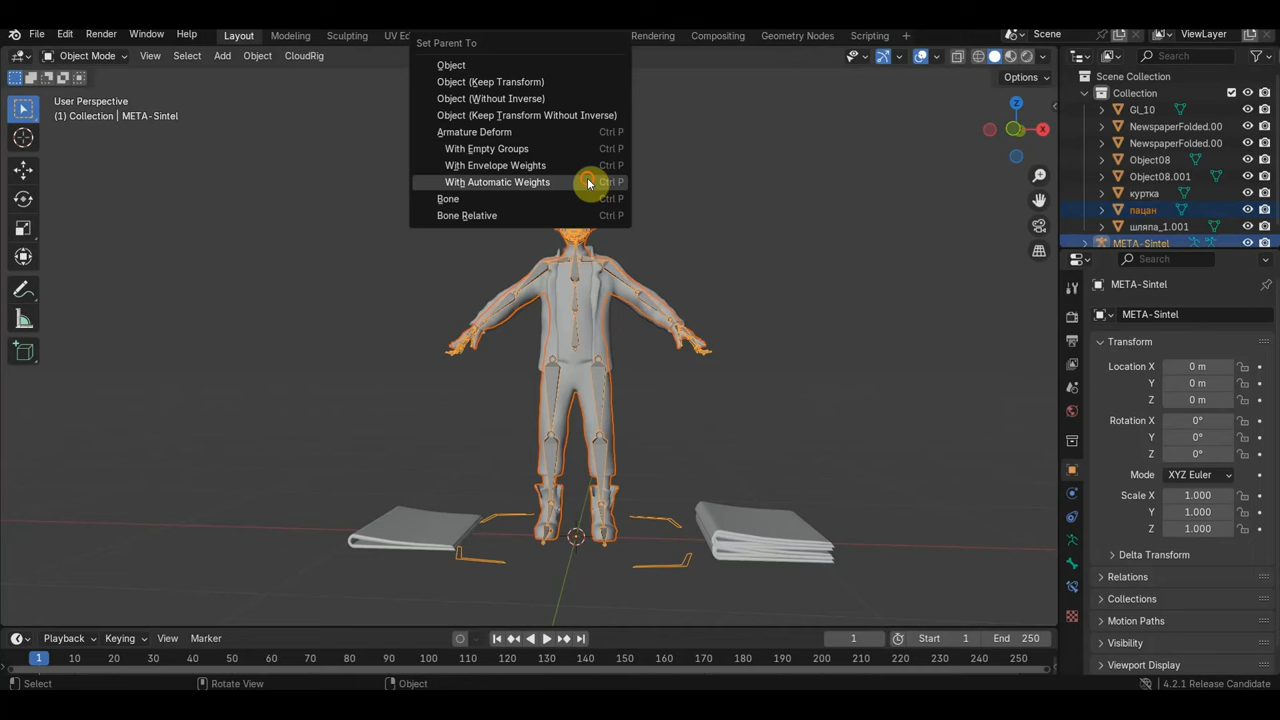 File Edit Render Window Help Layout Modeling Sculpting UV Edi Rendering Compositing Geometry Nodes Scripting Scene ViewLayer
Object Mode View Select Add Object CloudRig Search
Options
Set Parent To
Object
Object (Keep Transform)
Object (Without Inverse)
Object (Keep Transform Without Inverse)
Armature Deform Ctrl P
With Empty Groups Ctrl P
With Envelope Weights Ctrl P
With Automatic Weights Ctrl P
Bone Ctrl P
Bone Relative Ctrl P
User Perspective
(1) Collection | META-Sintel
Z
X
Scene Collection
Collection
GI_10
NewspaperFolded.00
NewspaperFolded.00
Object08
Object08.001
куртка
пацан
шляпа_1.001
META-Sintel
Search
META-Sintel
META-Sintel
Transform
Location X 0 m
Y 0 m
Z 0 m
Rotation X 0°
Y 0°
Z 0°
Mode XYZ Euler
Scale X 1.000
Y 1.000
Z 1.000
Delta Transform
Relations
Collections
Motion Paths
Visibility
Viewport Display
Playback Keying View Marker 1 Start 1 End 250
1 10 20 30 40 50 60 70 80 90 100 110 120 130 140 150 160 170 180 190 200 210 220 230 240 250
Select Rotate View Object 4.2.1 Release Candidate